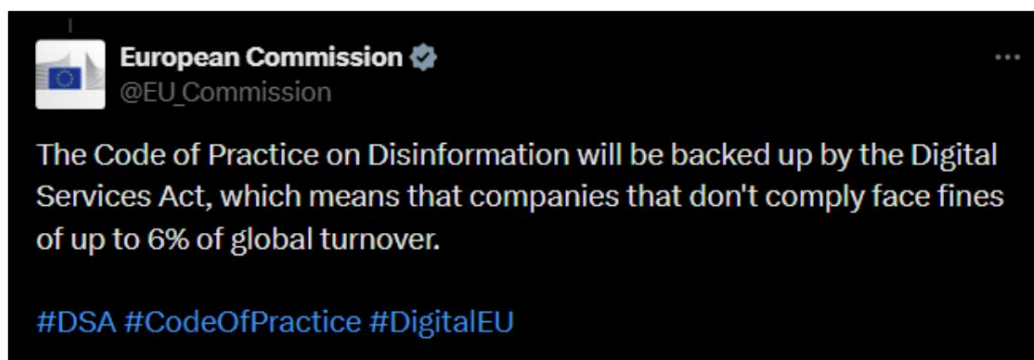 European Commission
@EU_Commission
The Code of Practice on Disinformation will be backed up by the Digital
Services Act, which means that companies that don't comply face fines
of up to 6% of global turnover.
#DSA #CodeOfPractice #DigitalEU